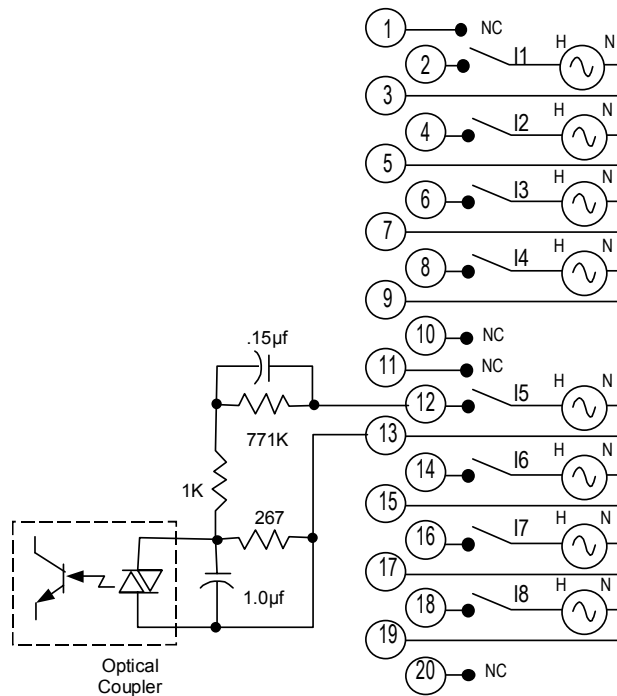 1 NC
2 I1 H N
3
4 I2 H N
5
6 I3 H N
7
8 I4 H N
9
10 NC
11 NC
.15µf
12 I5 H N
771K
13
14 I6 H N
1K
15
267
16 I7 H N
17
1.0µf
18 I8 H N
19
Optical
Coupler
20 NC